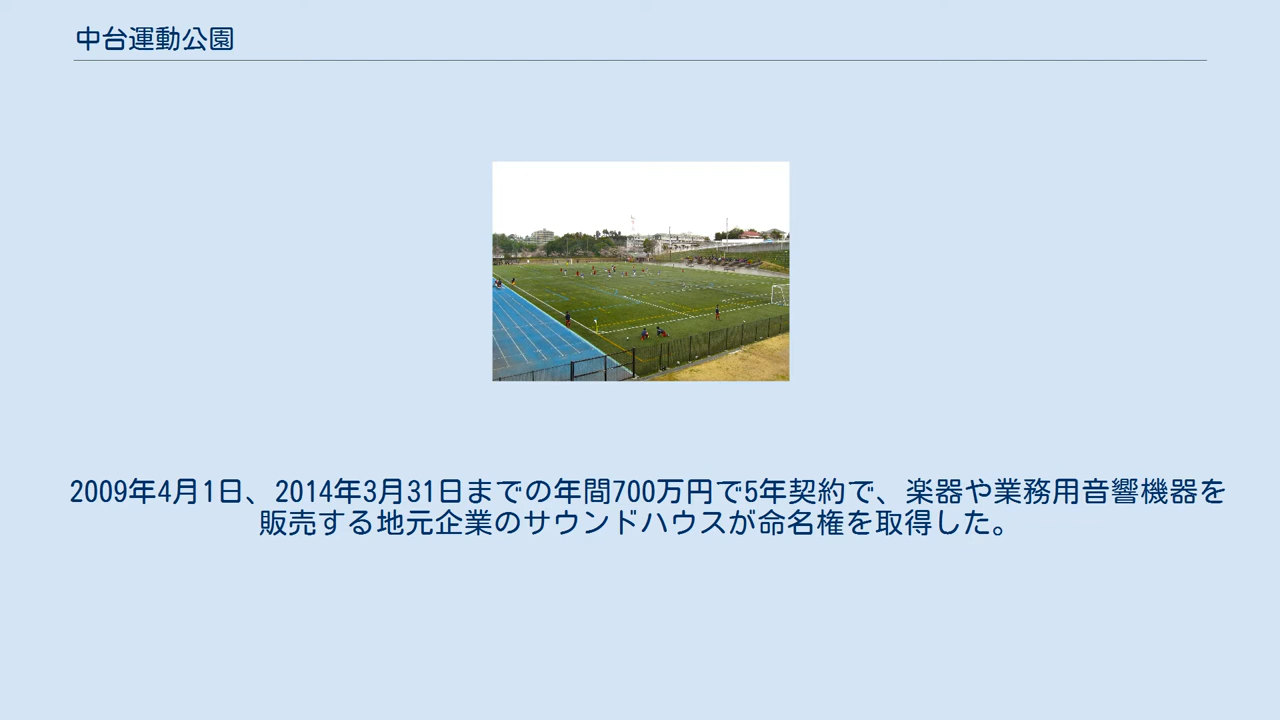 中台運動公園
2009年4月1日、2014年3月31日までの年間700万円で5年契約で、楽器や業務用音響機器を
販売する地元企業のサウンドハウスが命名権を取得した。